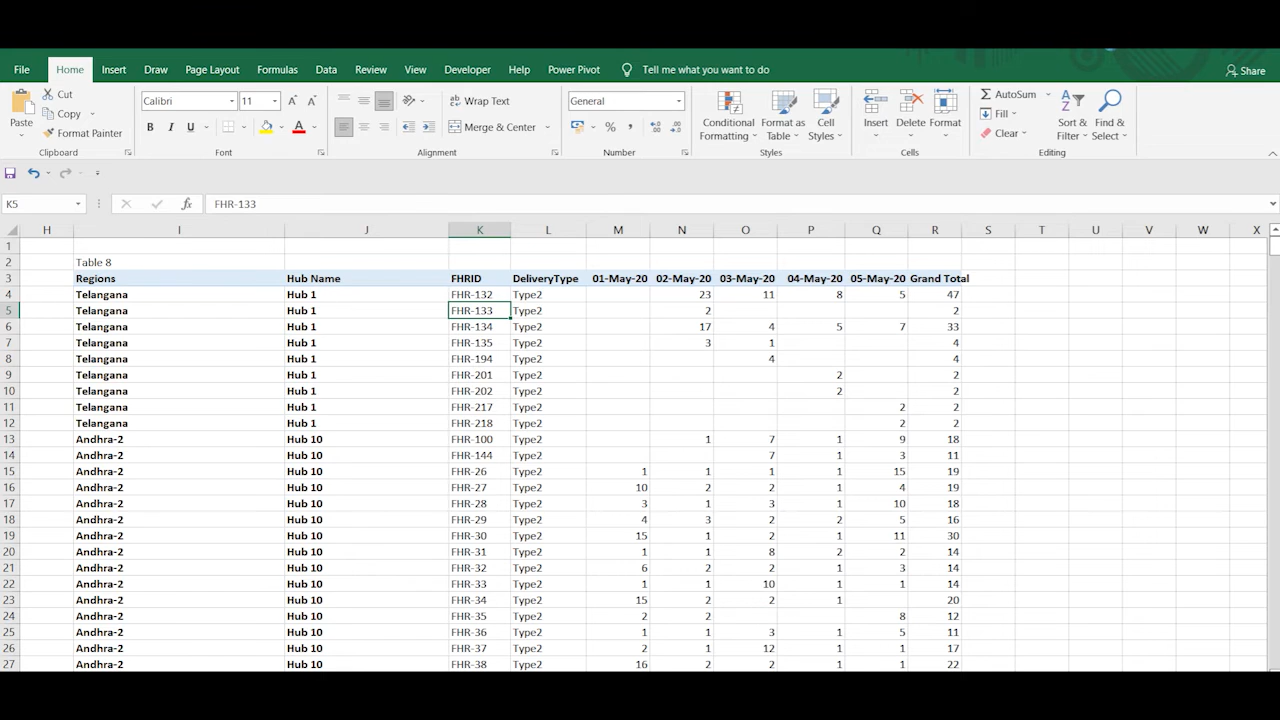 File Home Insert Draw Page Layout Formulas Data Review View Developer Help Power Pivot Tell me what you want to do Share
Paste Cut Copy Format Painter Clipboard
Calibri 11 A A B I U A Font
Wrap Text Merge & Center Alignment
General % , Number
Conditional Formatting Format as Table Cell Styles Styles
Insert Delete Format Cells
AutoSum Fill Clear Sort & Filter Find & Select Editing
K5 fx FHR-133
H I J K L M N O P Q R S T U V W X
1
2 Table 8
3 Regions Hub Name FHRID DeliveryType 01-May-20 02-May-20 03-May-20 04-May-20 05-May-20 Grand Total
4 Telangana Hub 1 FHR-132 Type2 23 11 8 5 47
5 Telangana Hub 1 FHR-133 Type2 2 2
6 Telangana Hub 1 FHR-134 Type2 17 4 5 7 33
7 Telangana Hub 1 FHR-135 Type2 3 1 4
8 Telangana Hub 1 FHR-194 Type2 4 4
9 Telangana Hub 1 FHR-201 Type2 2 2
10 Telangana Hub 1 FHR-202 Type2 2 2
11 Telangana Hub 1 FHR-217 Type2 2 2
12 Telangana Hub 1 FHR-218 Type2 2 2
13 Andhra-2 Hub 10 FHR-100 Type2 1 7 1 9 18
14 Andhra-2 Hub 10 FHR-144 Type2 7 1 3 11
15 Andhra-2 Hub 10 FHR-26 Type2 1 1 1 1 15 19
16 Andhra-2 Hub 10 FHR-27 Type2 10 2 2 1 4 19
17 Andhra-2 Hub 10 FHR-28 Type2 3 1 3 1 10 18
18 Andhra-2 Hub 10 FHR-29 Type2 4 3 2 2 5 16
19 Andhra-2 Hub 10 FHR-30 Type2 15 1 2 1 11 30
20 Andhra-2 Hub 10 FHR-31 Type2 1 1 8 2 2 14
21 Andhra-2 Hub 10 FHR-32 Type2 6 2 2 1 3 14
22 Andhra-2 Hub 10 FHR-33 Type2 1 1 10 1 1 14
23 Andhra-2 Hub 10 FHR-34 Type2 15 2 2 1 20
24 Andhra-2 Hub 10 FHR-35 Type2 2 2 8 12
25 Andhra-2 Hub 10 FHR-36 Type2 1 1 3 1 5 11
26 Andhra-2 Hub 10 FHR-37 Type2 2 1 12 1 1 17
27 Andhra-2 Hub 10 FHR-38 Type2 16 2 2 1 1 22